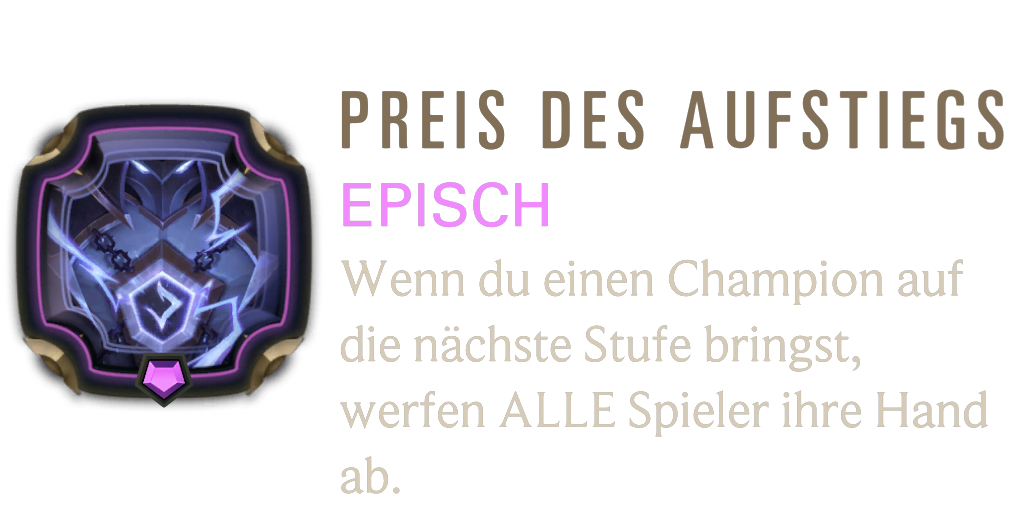 PREIS DES AUFSTIEGS
EPISCH
Wenn du einen Champion auf
die nächste Stufe bringst,
werfen ALLE Spieler ihre Hand
ab.